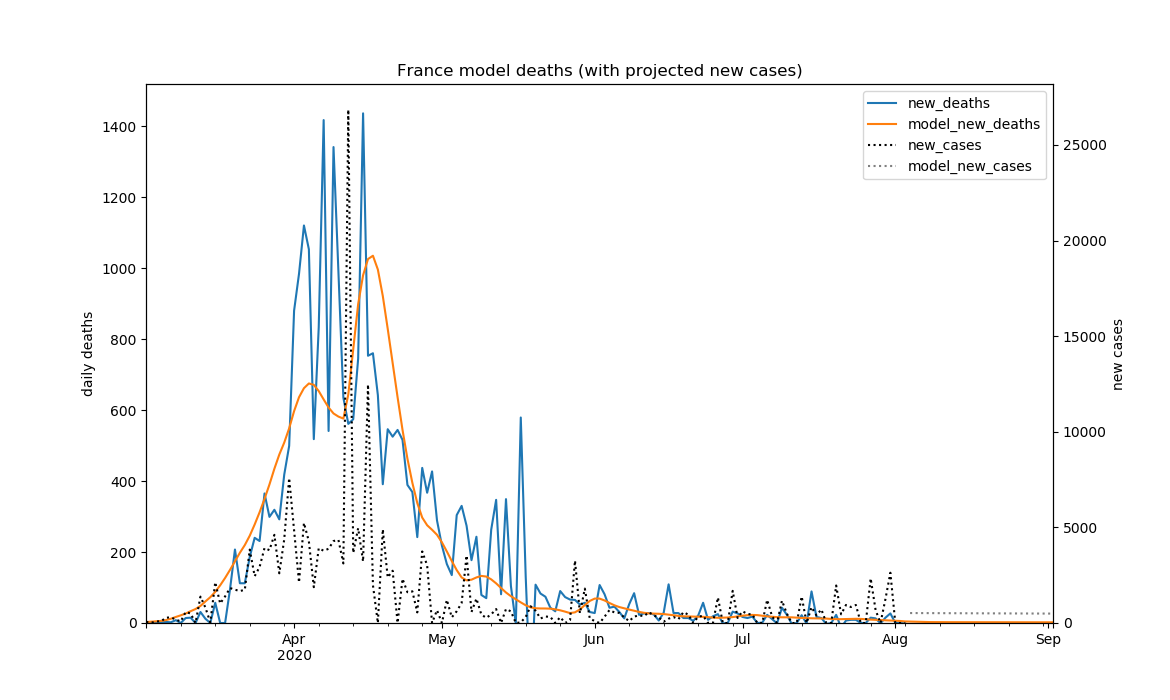 France model deaths (with projected new cases)
new_deaths
model_new_deaths
new_cases
model_new_cases
1400
1200
1000
800
600
400
200
0
daily deaths
25000
20000
15000
10000
5000
0
new cases
Apr
2020
May
Jun
Jul
Aug
Sep